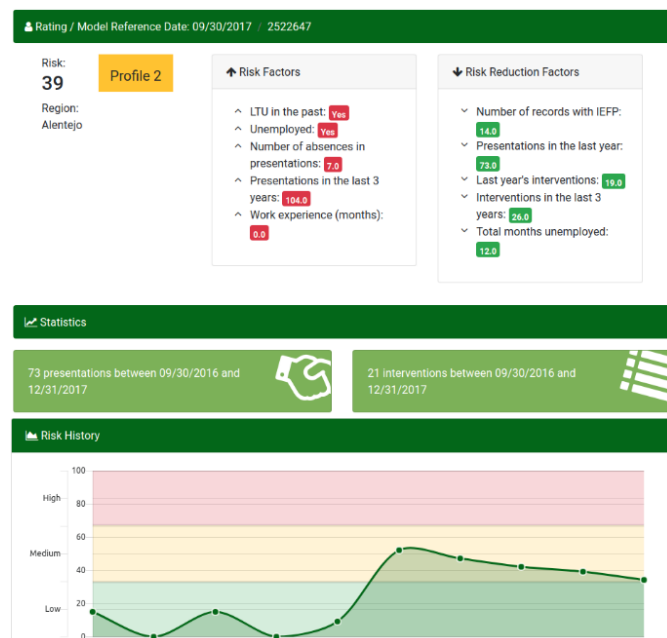 Rating / Model Reference Date: 09/30/2017 / 2522647
Risk:
39
Profile 2
Region:
Alentejo
Risk Factors
LTU in the past: Yes
Unemployed: Yes
Number of absences in
presentations: 7.0
Presentations in the last 3
years: 104.0
Work experience (months):
0.0
Risk Reduction Factors
Number of records with IEFP:
14.0
Presentations in the last year:
73.0
Last year's interventions: 19.0
Interventions in the last 3
years: 26.0
Total months unemployed:
12.0
Statistics
73 presentations between 09/30/2016 and
12/31/2017
21 interventions between 09/30/2016 and
12/31/2017
Risk History
100
High
80
60
Medium
40
20
Low
0